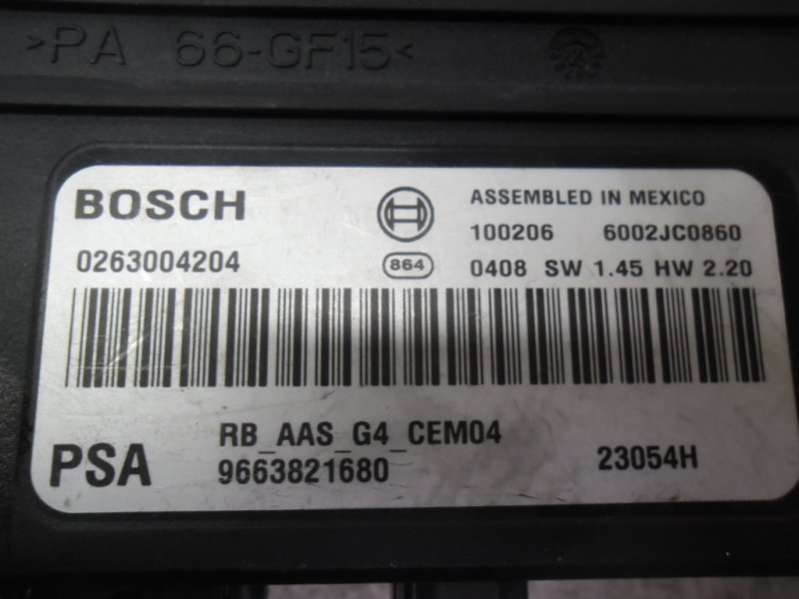 >PA 66-GF15<
BOSCH
ASSEMBLED IN MEXICO
100206 6002JC0860
0263004204
864
0408 SW 1.45 HW 2.20
RB_AAS_G4_CEM04
PSA
9663821680
23054H